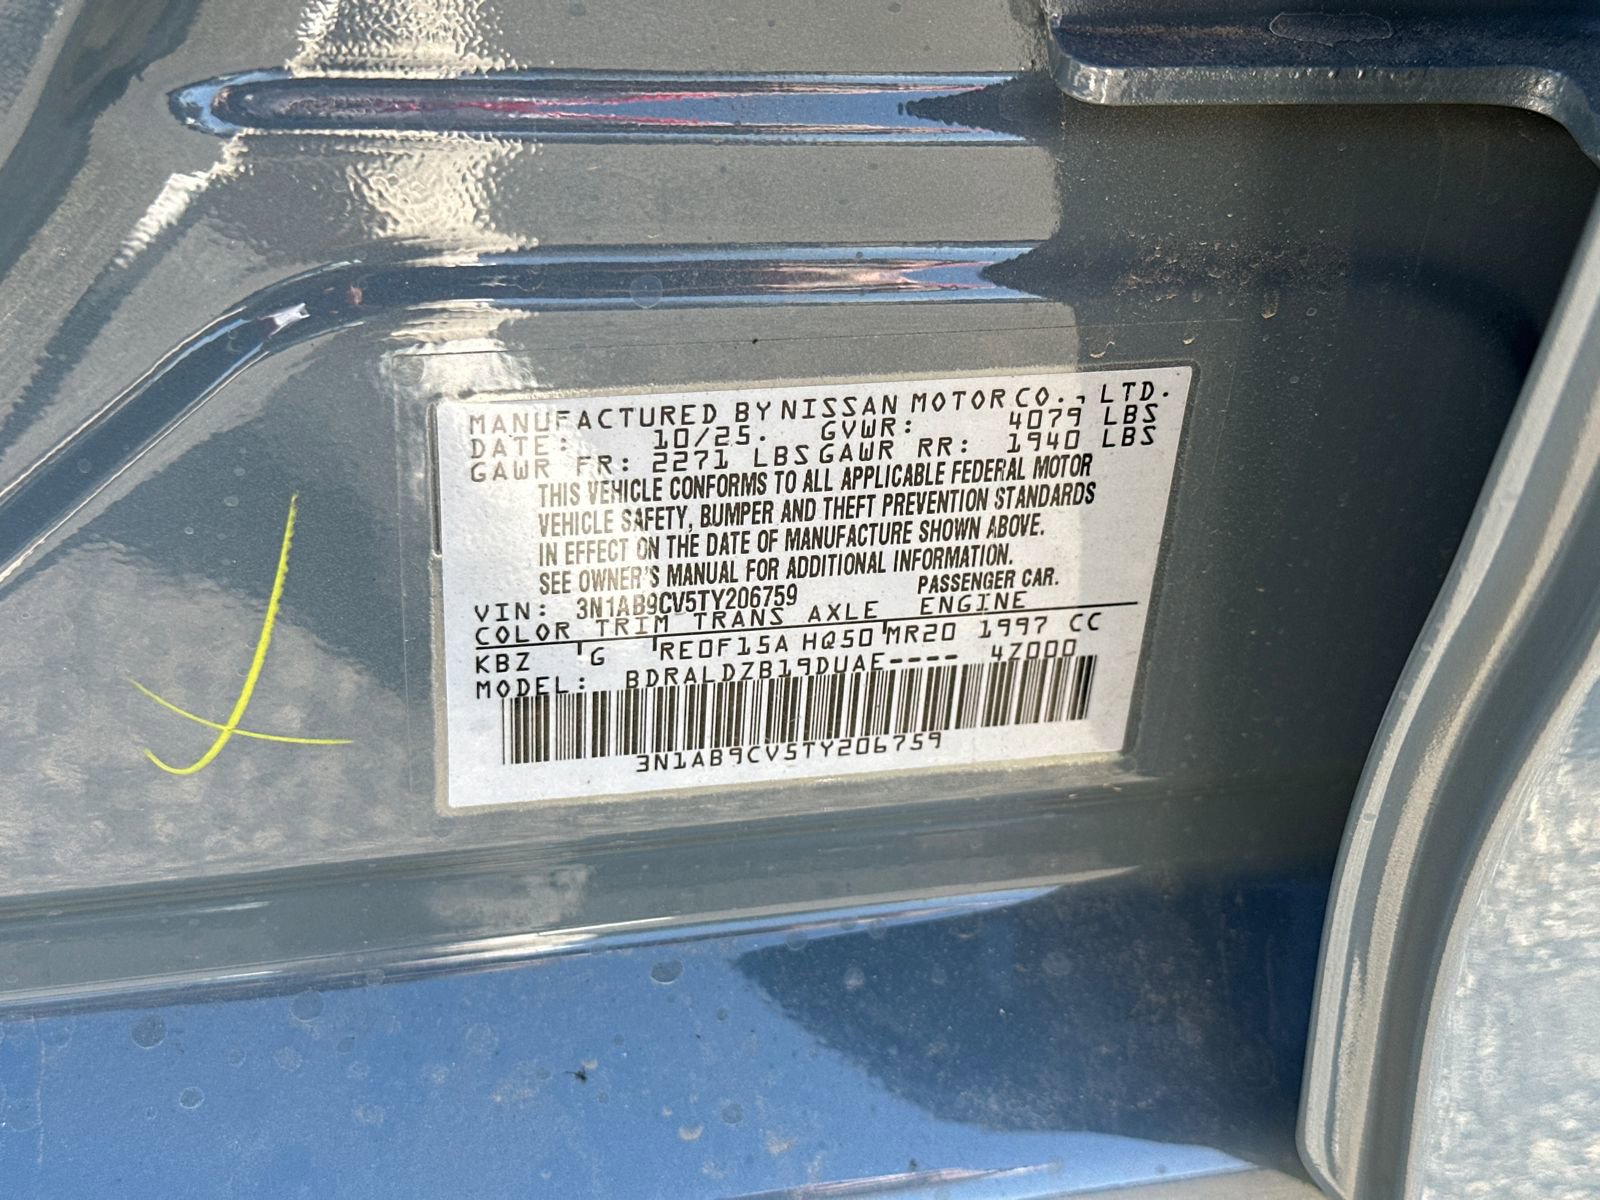 MANUFACTURED BY NISSAN MOTOR CO., LTD.
DATE: 10/25. GVWR: 4079 LBS
GAWR FR: 2271 LBS GAWR RR: 1940 LBS
THIS VEHICLE CONFORMS TO ALL APPLICABLE FEDERAL MOTOR
VEHICLE SAFETY, BUMPER AND THEFT PREVENTION STANDARDS
IN EFFECT ON THE DATE OF MANUFACTURE SHOWN ABOVE.
SEE OWNER'S MANUAL FOR ADDITIONAL INFORMATION.
VIN: 3N1AB9CV5TY206759 PASSENGER CAR.
COLOR TRIM TRANS AXLE ENGINE
KBZ 'G 'RE0F15A HQ50 'MR20 1997 CC
MODEL: BDRALDZB19DUAE---- 4Z000
3N1AB9CV5TY206759